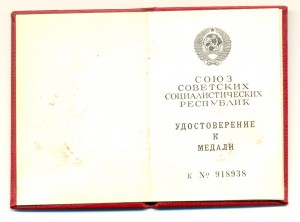 СОЮЗ
СОВЕТСКИХ
СОЦИАЛИСТИЧЕСКИХ
РЕСПУБЛИК
УДОСТОВЕРЕНИЕ
К
МЕДАЛИ
К № 918938